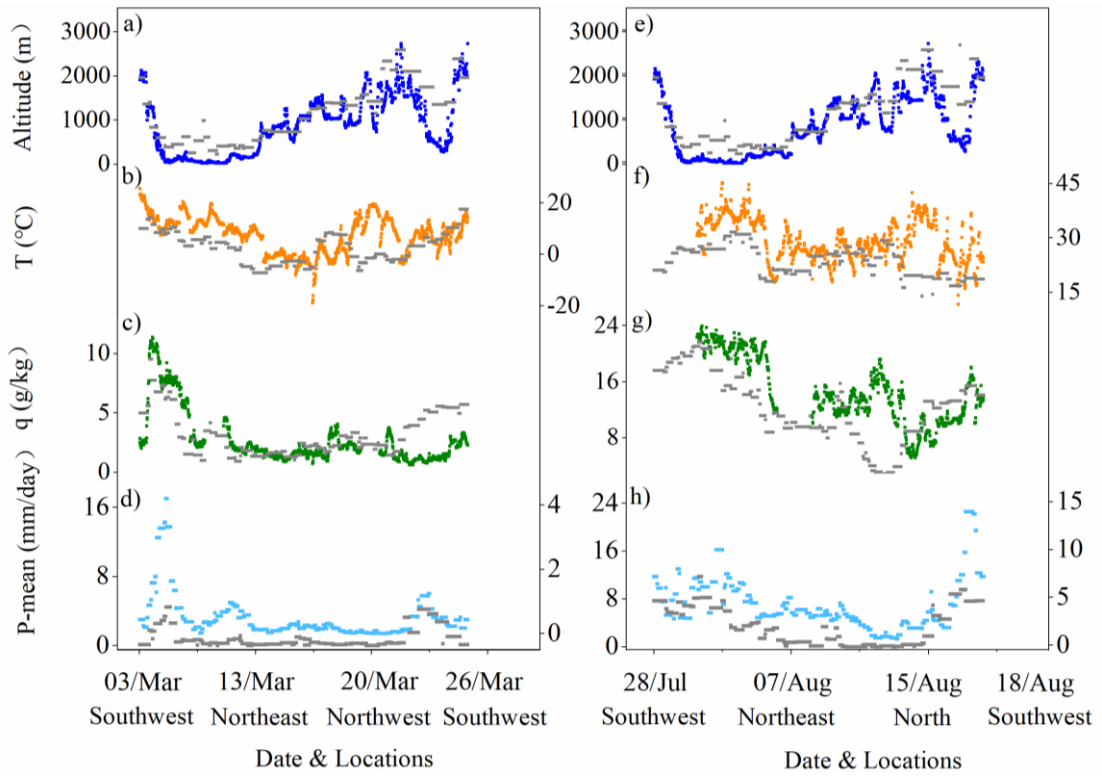 a)
e)
3000
2000
1000
0
3000
2000
1000
0
Altitude (m)
b)
f)
20
0
-20
45
30
15
T (℃)
c)
g)
10
5
0
24
16
8
q (g/kg)
d)
h)
16
8
0
4
2
0
24
16
8
0
15
10
5
0
P-mean (mm/day)
03/Mar 13/Mar 20/Mar 26/Mar
Southwest Northeast Northwest Southwest
Date & Locations
28/Jul 07/Aug 15/Aug 18/Aug
Southwest Northeast North Southwest
Date & Locations